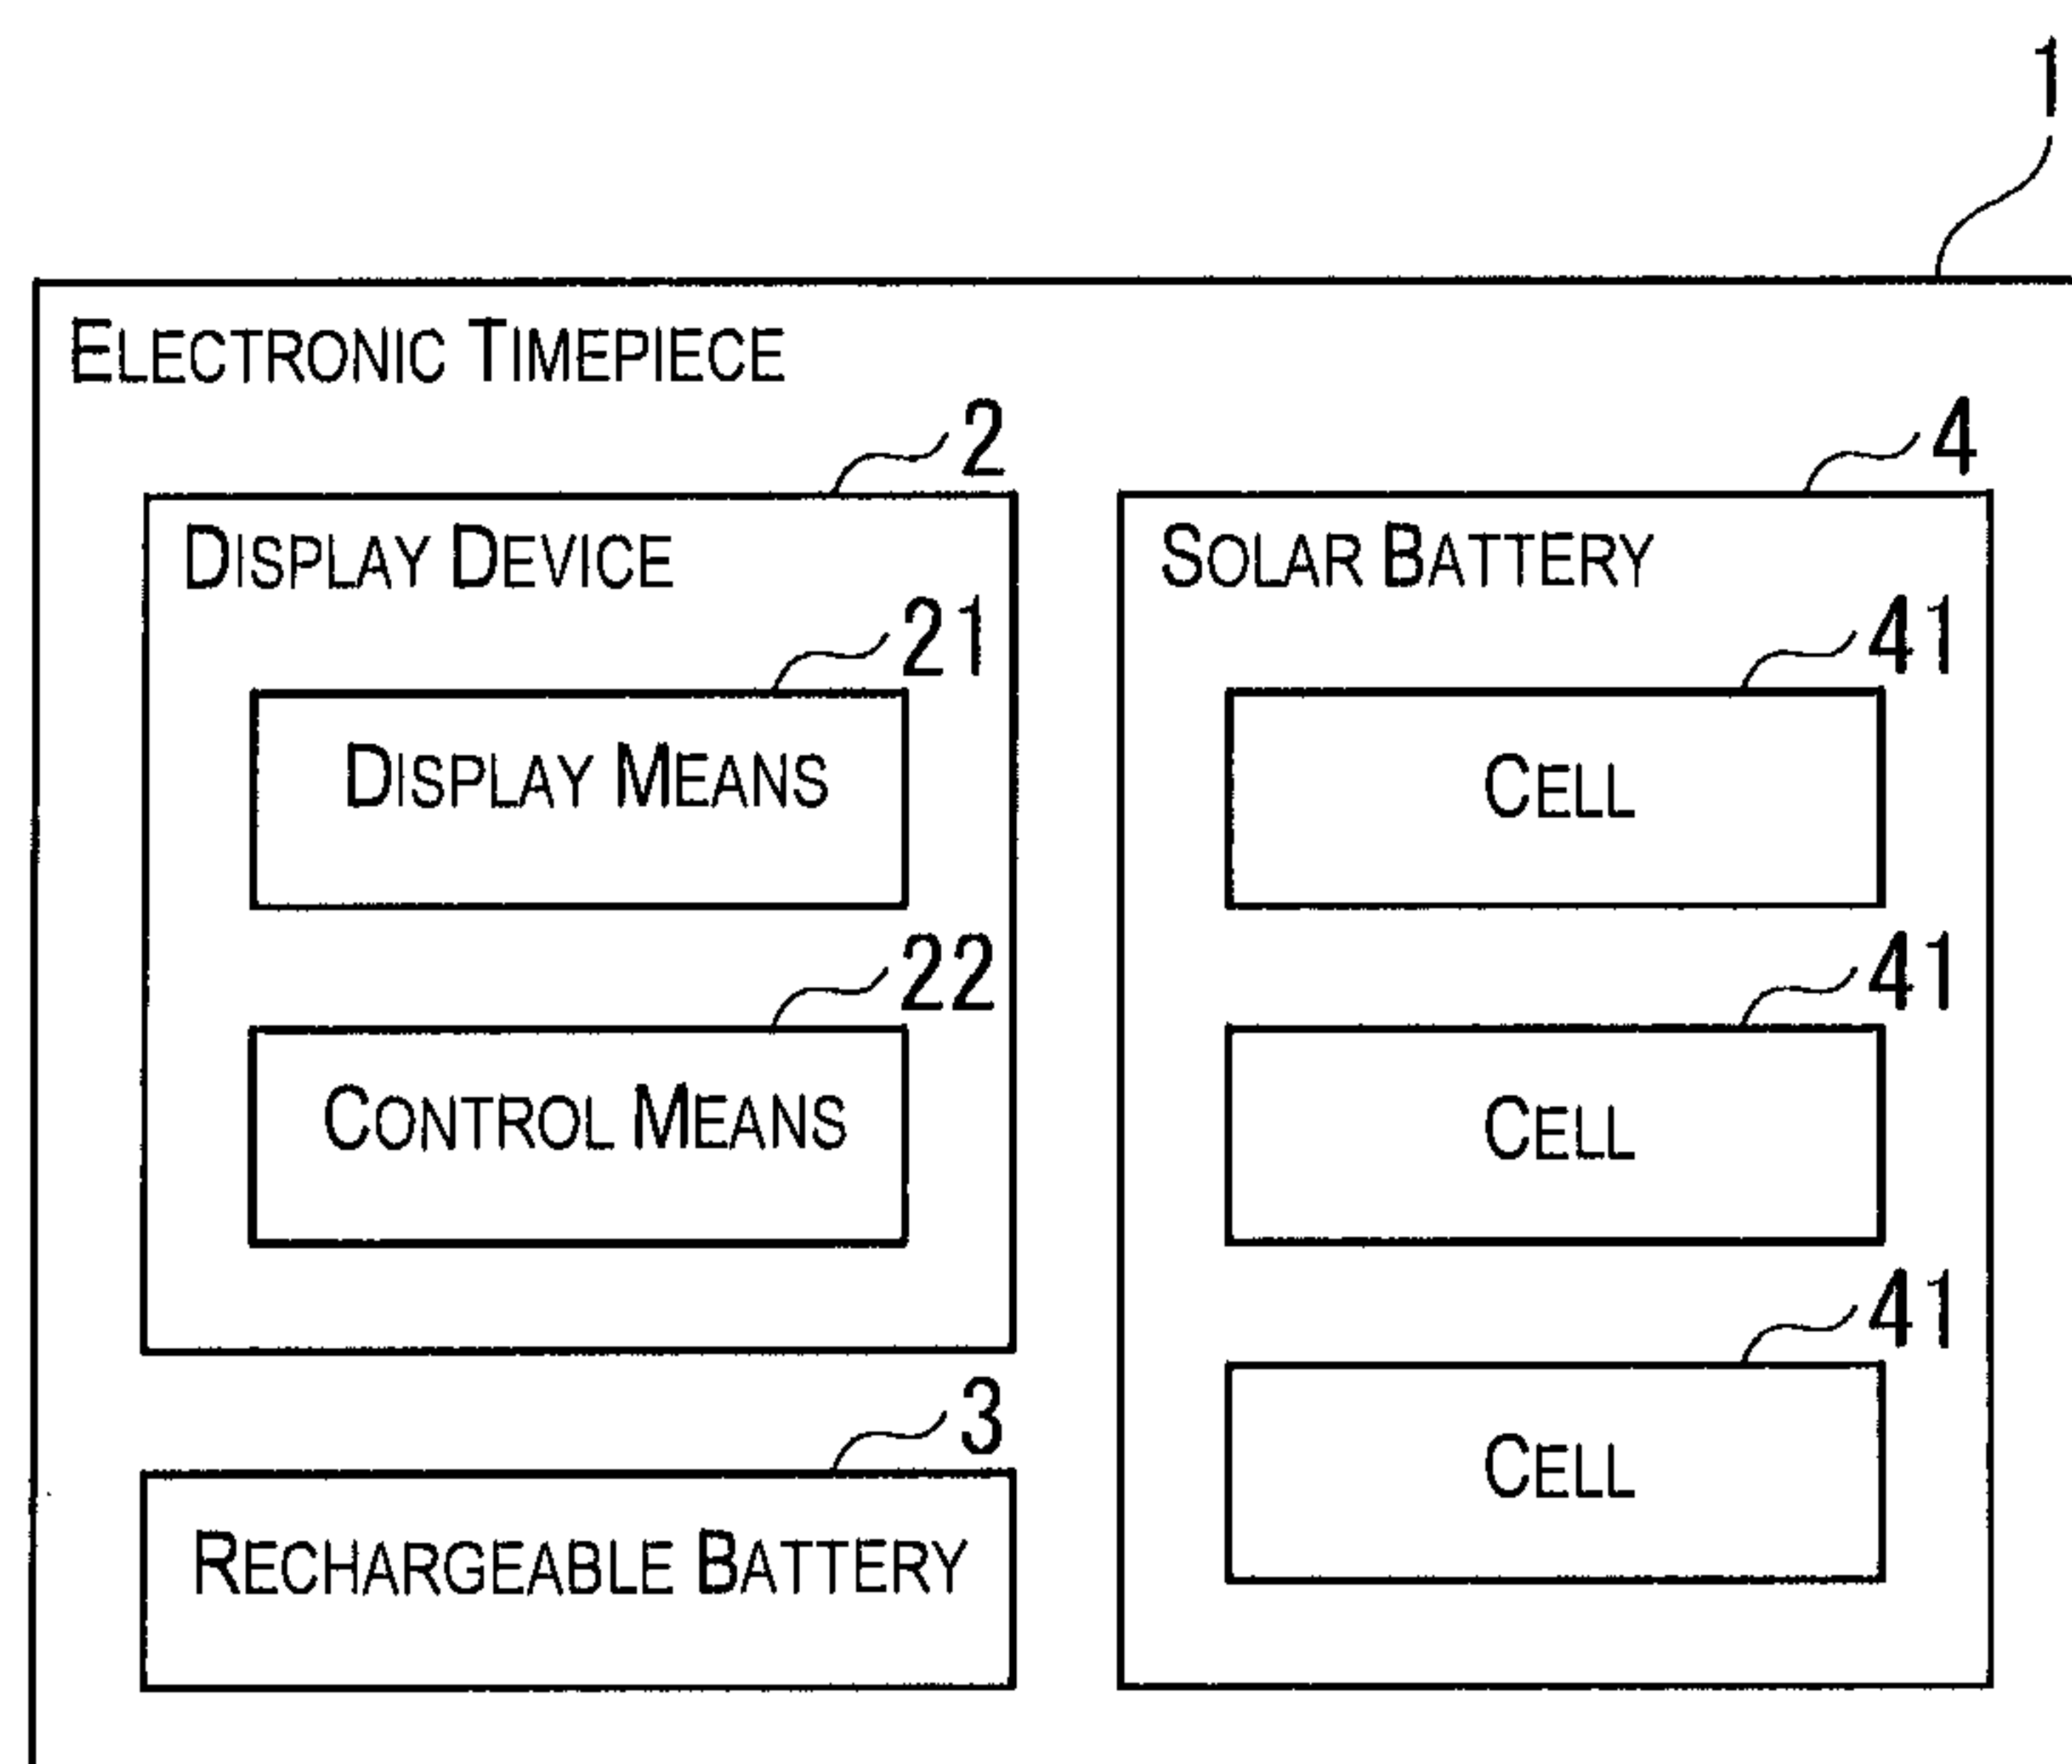 1
ELECTRONIC TIMEPIECE
2
DISPLAY DEVICE
21
DISPLAY MEANS
22
CONTROL MEANS
3
RECHARGEABLE BATTERY
4
SOLAR BATTERY
41
CELL
41
CELL
41
CELL